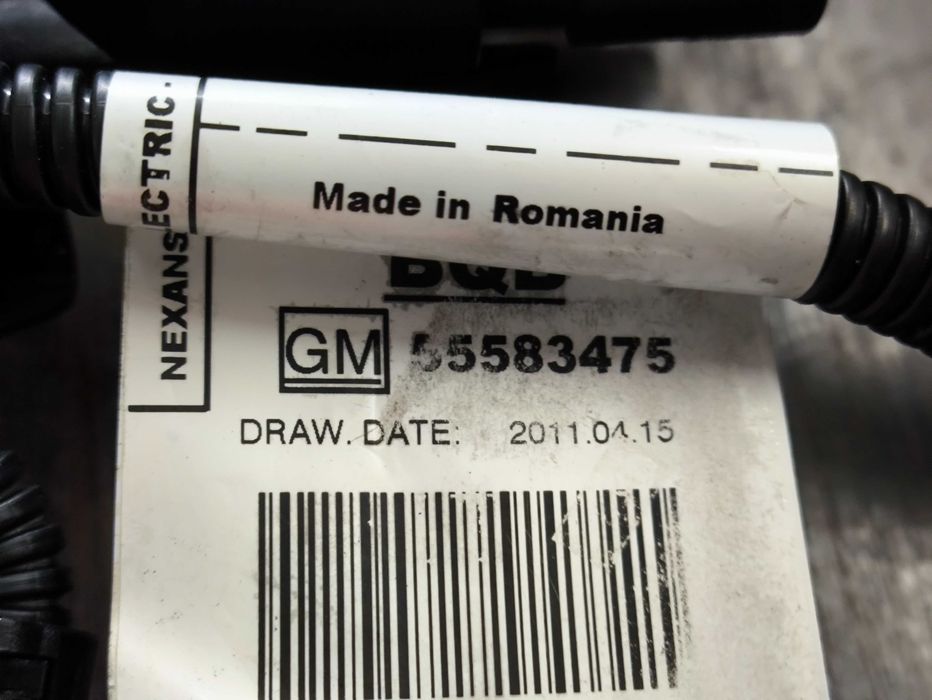 NEXANS
ECTRIC.
Made in Romania
GM 55583475
DRAW. DATE: 2011.04.15